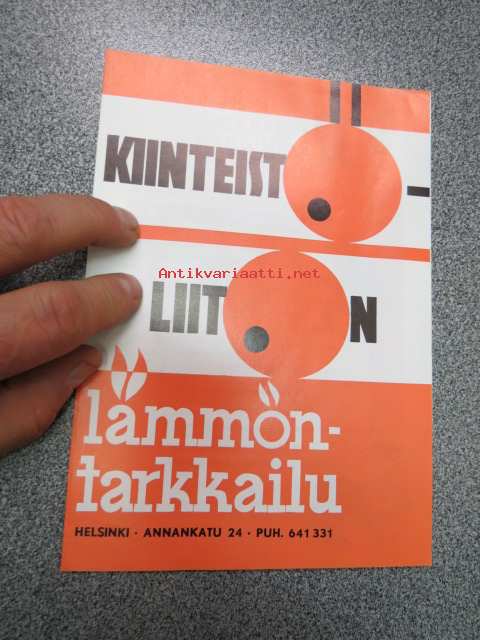 KIINTEISTÖ-
Antikvariaatti.net
LIITON
lämmön-
tarkkailu
HELSINKI · ANNANKATU 24 · PUH. 641 331